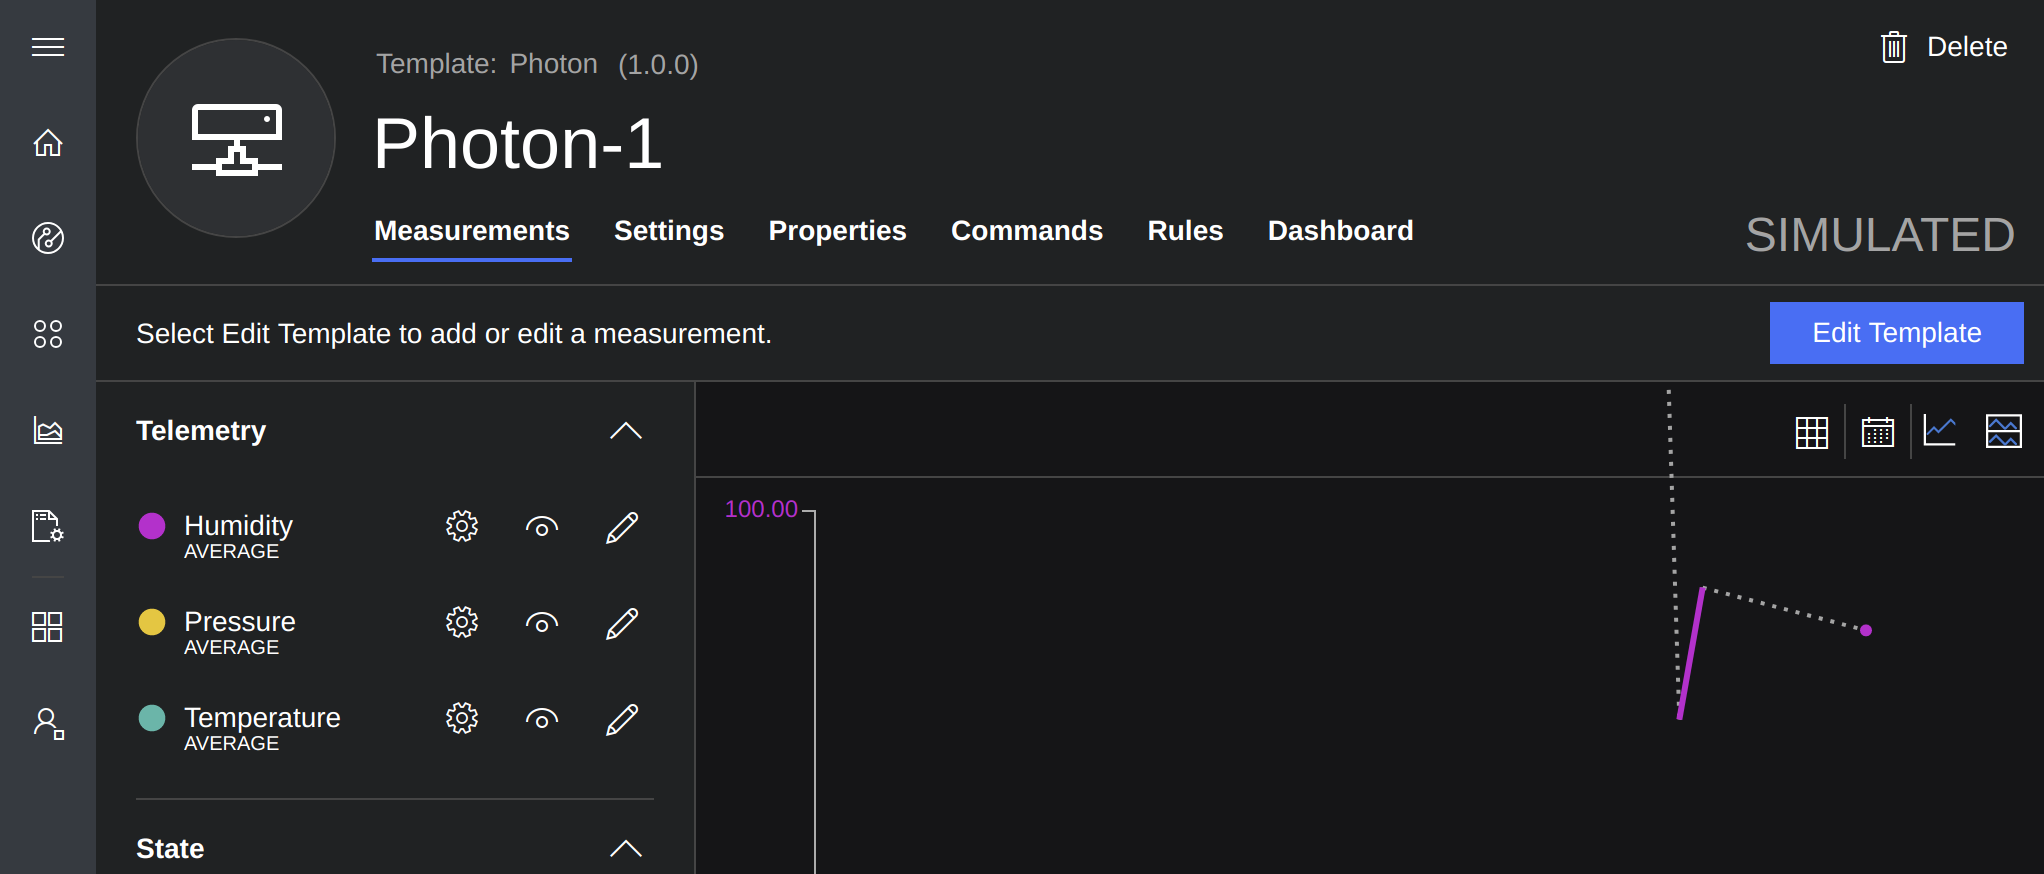 Template: Photon (1.0.0)
Delete
Photon-1
Measurements Settings Properties Commands Rules Dashboard
SIMULATED
Select Edit Template to add or edit a measurement.
Edit Template
Telemetry
100.00
Humidity
AVERAGE
Pressure
AVERAGE
Temperature
AVERAGE
State